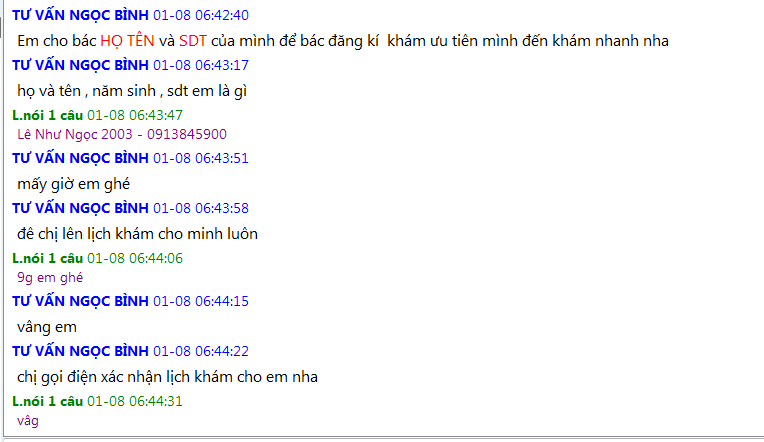 TƯ VẤN NGỌC BÌNH 01-08 06:42:40
Em cho bác HỌ TÊN và SDT của mình để bác đăng kí khám ưu tiên mình đến khám nhanh nha
TƯ VẤN NGỌC BÌNH 01-08 06:43:17
họ và tên , năm sinh , sdt em là gì
L.nói 1 câu 01-08 06:43:47
Lê Như Ngọc 2003 - 0913845900
TƯ VẤN NGỌC BÌNH 01-08 06:43:51
mấy giờ em ghé
TƯ VẤN NGỌC BÌNH 01-08 06:43:58
đê chị lên lịch khám cho minh luôn
L.nói 1 câu 01-08 06:44:06
9g em ghé
TƯ VẤN NGỌC BÌNH 01-08 06:44:15
vâng em
TƯ VẤN NGỌC BÌNH 01-08 06:44:22
chị gọi điện xác nhận lịch khám cho em nha
L.nói 1 câu 01-08 06:44:31
vâg